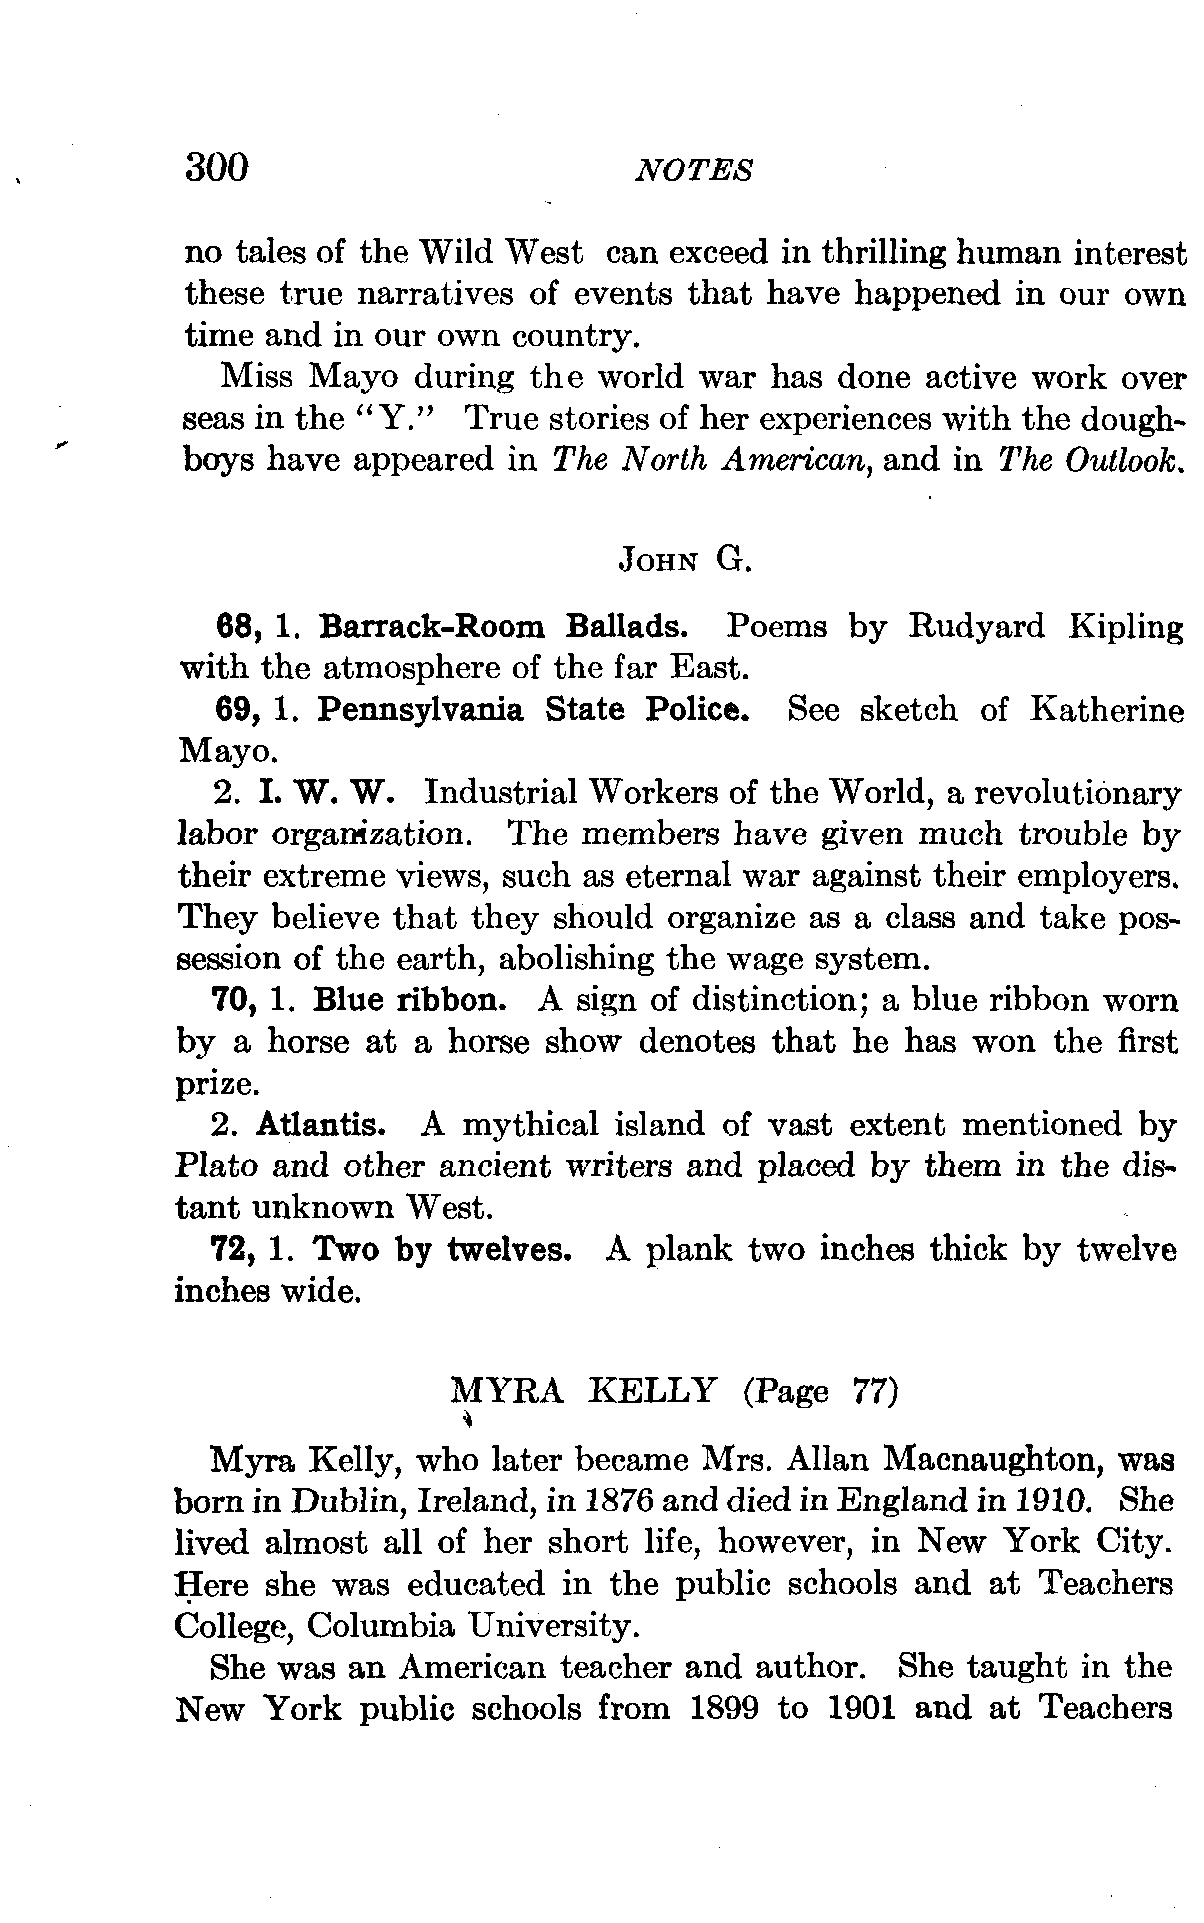 300 NOTES
no tales of the Wild West can exceed in thrilling human interest
these true narratives of events that have happened in our own
time and in our own country.
Miss Mayo during the world war has done active work over
seas in the "Y." True stories of her experiences with the dough-
boys have appeared in The North American, and in The Outlook.
John G.
68, 1. Barrack-Room Ballads. Poems by Rudyard Kipling
with the atmosphere of the far East.
69, 1. Pennsylvania State Police. See sketch of Katherine
Mayo.
2. I. W. W. Industrial Workers of the World, a revolutionary
labor organization. The members have given much trouble by
their extreme views, such as eternal war against their employers.
They believe that they should organize as a class and take pos-
session of the earth, abolishing the wage system.
70, 1. Blue ribbon. A sign of distinction; a blue ribbon worn
by a horse at a horse show denotes that he has won the first
prize.
2. Atlantis. A mythical island of vast extent mentioned by
Plato and other ancient writers and placed by them in the dis-
tant unknown West.
72, 1. Two by twelves. A plank two inches thick by twelve
inches wide.
MYRA KELLY (Page 77)
Myra Kelly, who later became Mrs. Allan Macnaughton, was
born in Dublin, Ireland, in 1876 and died in England in 1910. She
lived almost all of her short life, however, in New York City.
Here she was educated in the public schools and at Teachers
College, Columbia University.
She was an American teacher and author. She taught in the
New York public schools from 1899 to 1901 and at Teachers